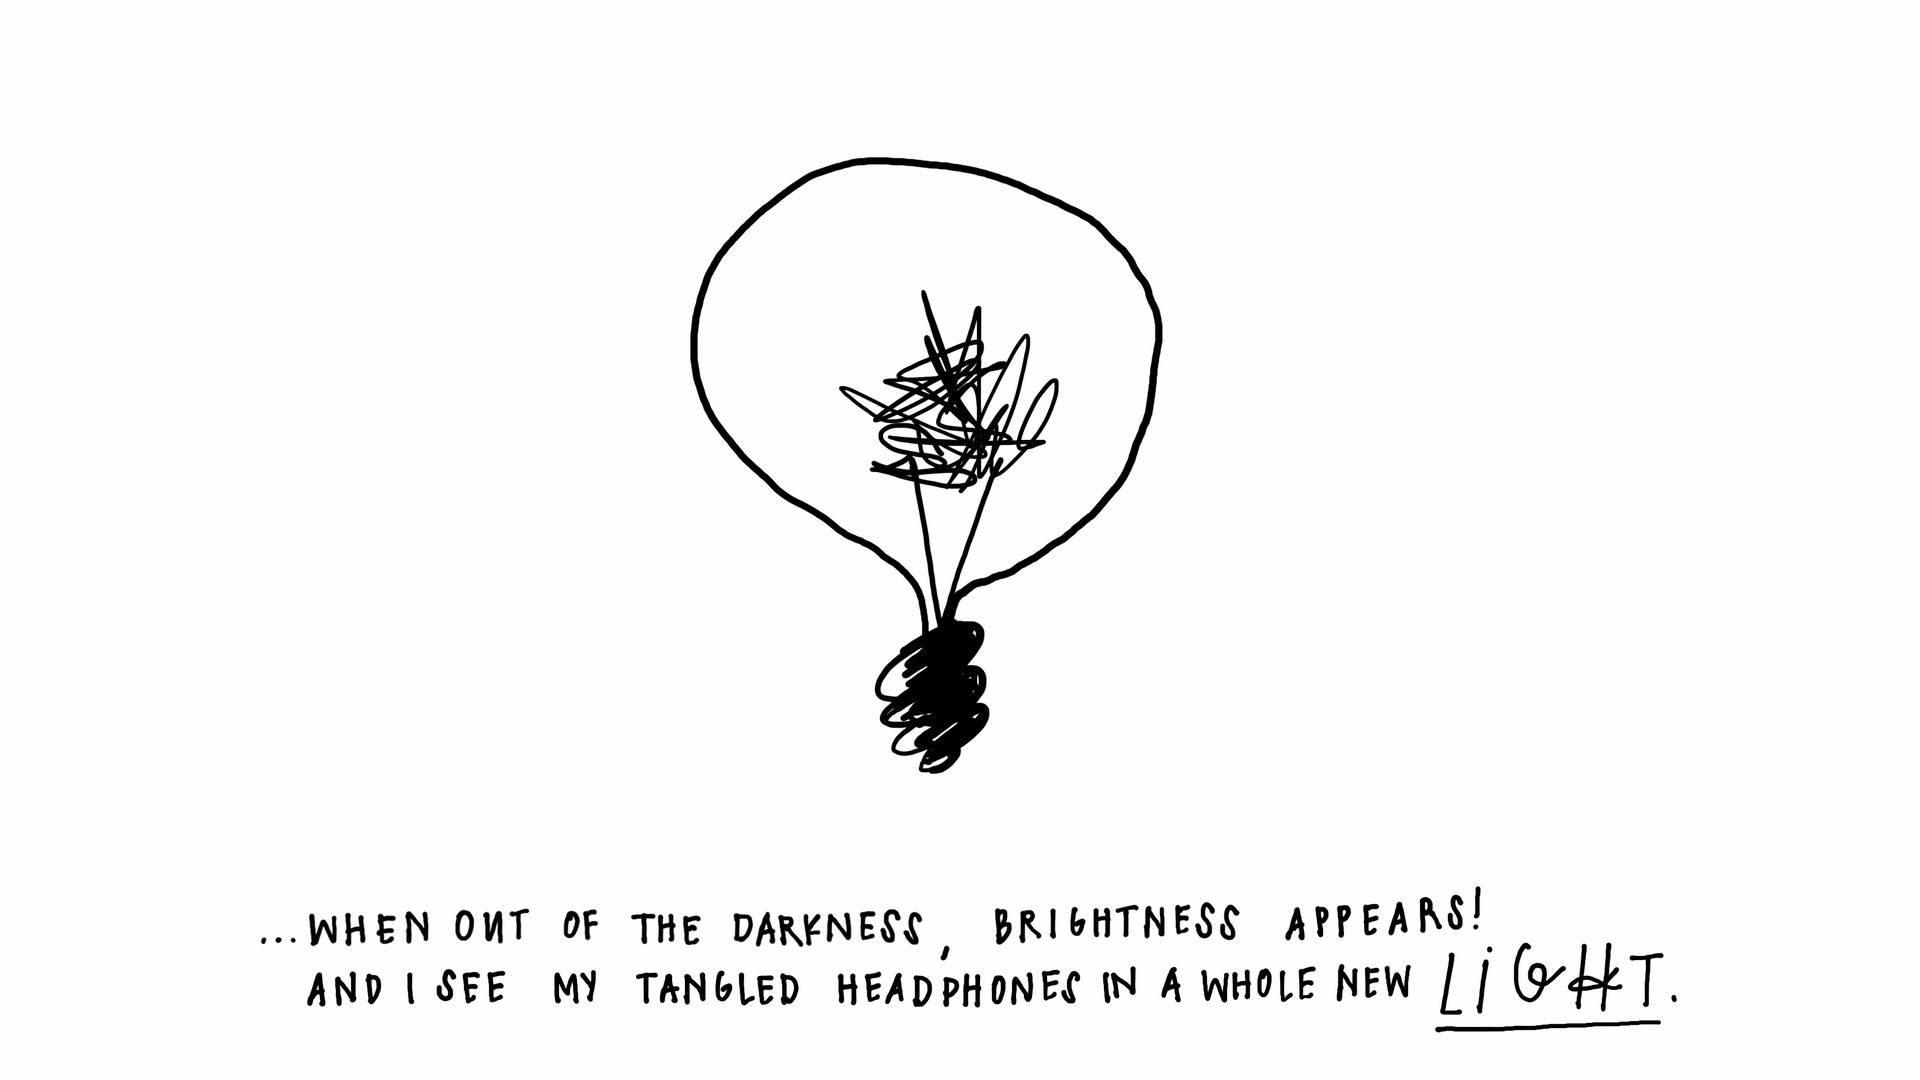 ...WHEN OUT OF THE DARKNESS, BRIGHTNESS APPEARS!
AND I SEE MY TANGLED HEADPHONES IN A WHOLE NEW LiGHT.